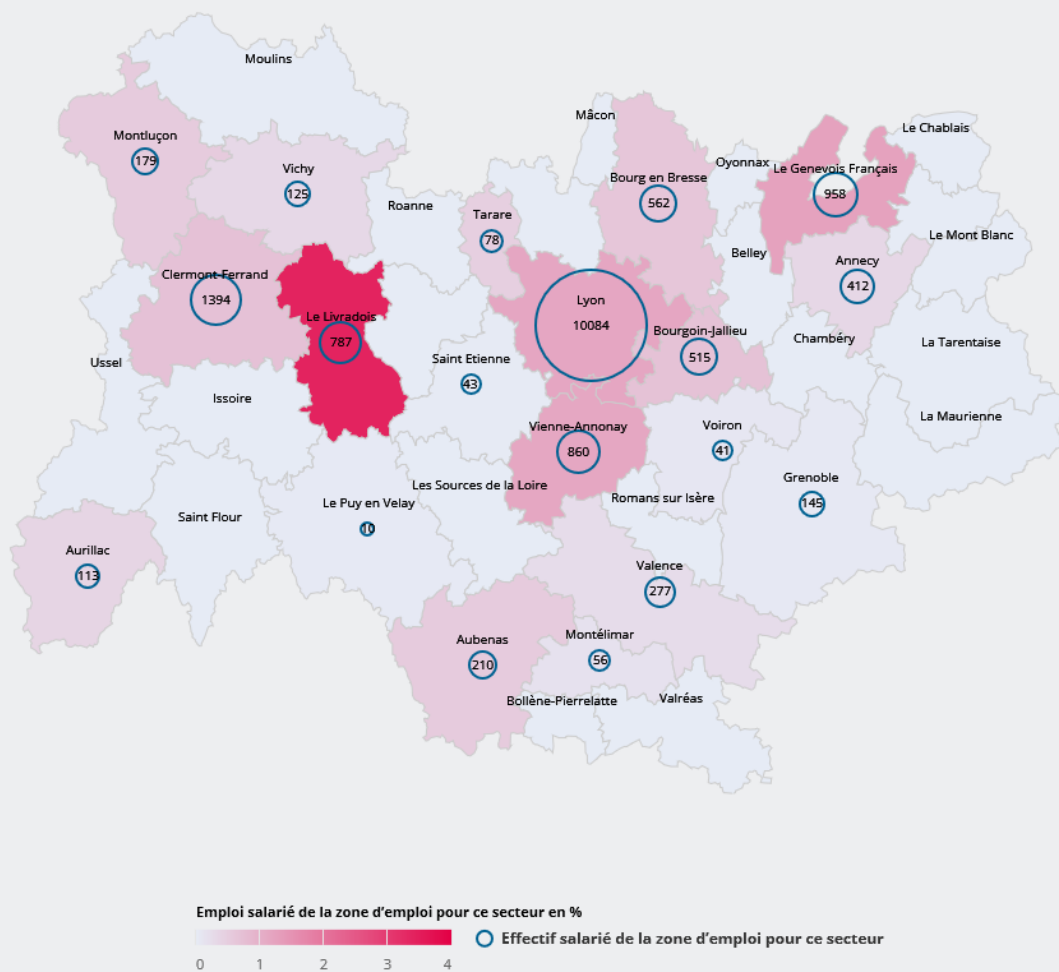 Moulins
Mâcon
Le Chablais
Montluçon
179
Oyonnax
Vichy
125
Le Genevois Français
958
Bourg en Bresse
562
Roanne
Tarare
78
Le Mont Blanc
Belley
Annecy
412
Clermont-Ferrand
1394
Lyon
10084
Le Livradois
787
Bourgoin-Jallieu
515
Chambéry
La Tarentaise
Ussel
Saint Etienne
43
Issoire
La Maurienne
Vienne-Annonay
860
Voiron
41
Grenoble
145
Les Sources de la Loire
Romans sur Isère
Le Puy en Velay
10
Saint Flour
Aurillac
113
Valence
277
Aubenas
210
Montélimar
56
Bollène-Pierrelatte
Valréas
Emploi salarié de la zone d’emploi pour ce secteur en %
Effectif salarié de la zone d’emploi pour ce secteur
0 1 2 3 4